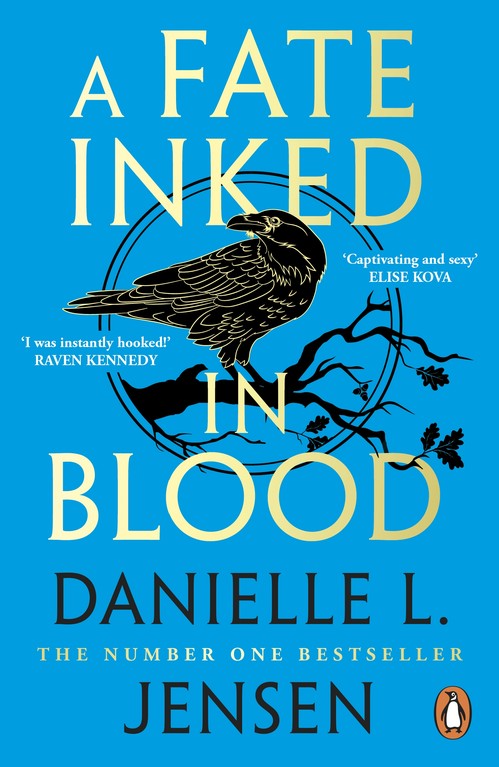 A FATE
INKED
'Captivating and sexy'
ELISE KOVA
'I was instantly hooked!'
RAVEN KENNEDY
IN
BLOOD
DANIELLE L.
THE NUMBER ONE BESTSELLER
JENSEN